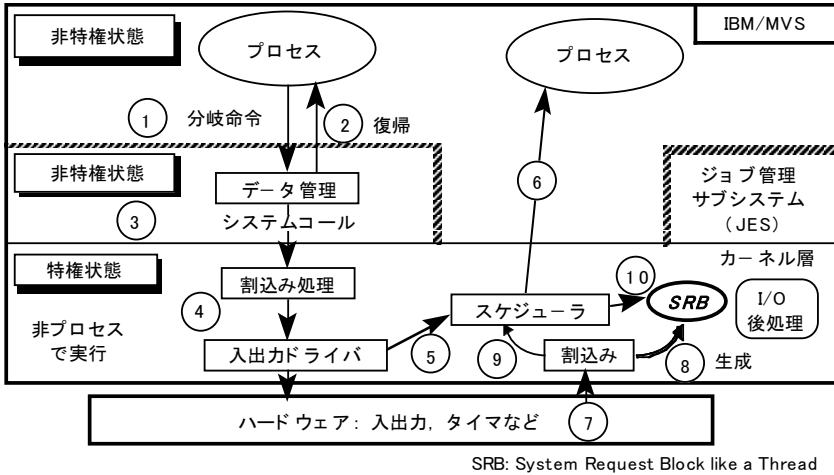 IBM/MVS
非特権状態
プロセス
プロセス
① 分岐命令
② 復帰
非特権状態
データ管理
⑥
ジョブ管理
サブシステム
(JES)
③
システムコール
特権状態
カーネル層
割込み処理
⑩
④
スケジューラ
SRB
I/O
後処理
非プロセス
で実行
入出力ドライバ
⑤
⑨
割込み
⑧ 生成
ハードウェア: 入出力, タイマなど
⑦
SRB: System Request Block like a Thread